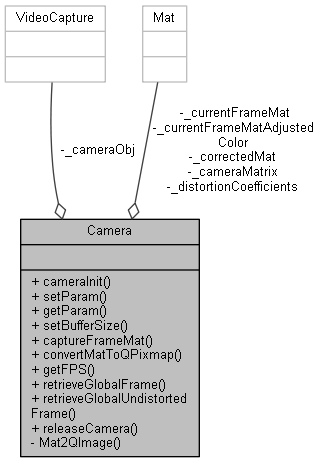 VideoCapture
Mat
-_cameraObj
-_currentFrameMat
-_currentFrameMatAdjusted
Color
-_correctedMat
-_cameraMatrix
-_distortionCoefficients
Camera
+ cameraInit()
+ setParam()
+ getParam()
+ setBufferSize()
+ captureFrameMat()
+ convertMatToQPixmap()
+ getFPS()
+ retrieveGlobalFrame()
+ retrieveGlobalUndistorted
Frame()
+ releaseCamera()
- Mat2QImage()